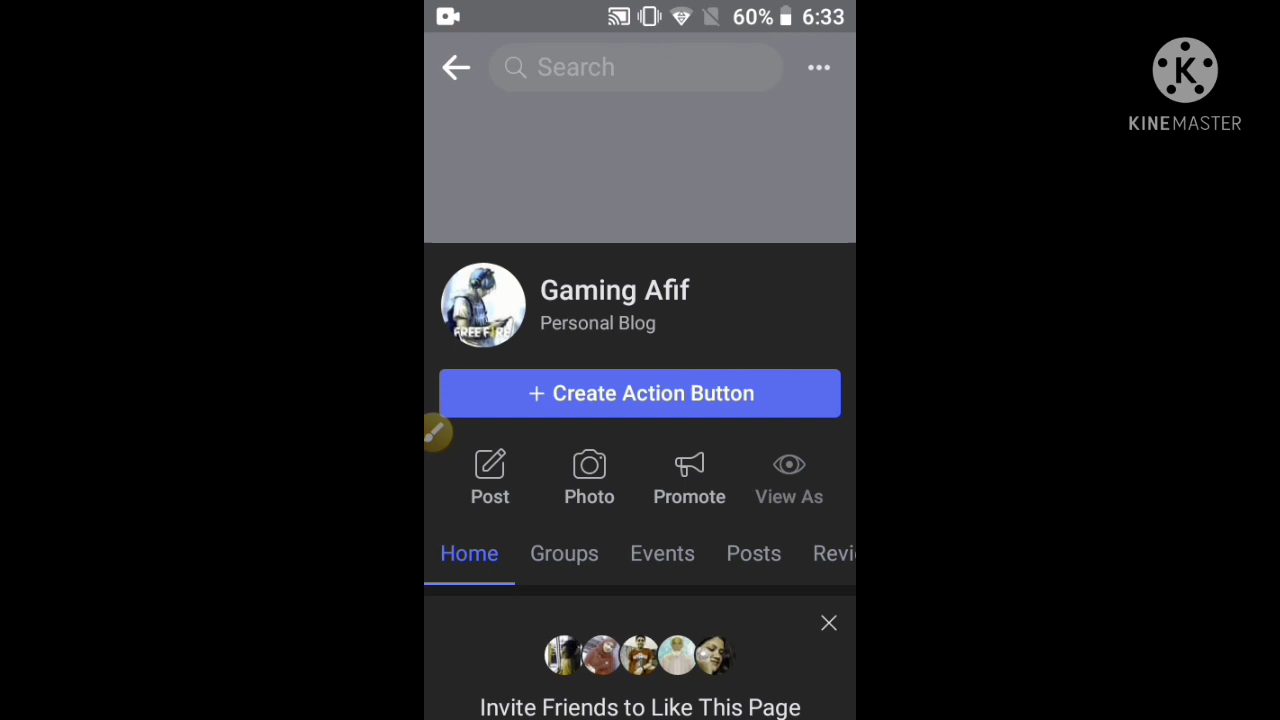 60% 6:33
Search
KINEMASTER
Gaming Afif
Personal Blog
FREE FIRE
+ Create Action Button
Post Photo Promote View As
Home Groups Events Posts Revi
Invite Friends to Like This Page